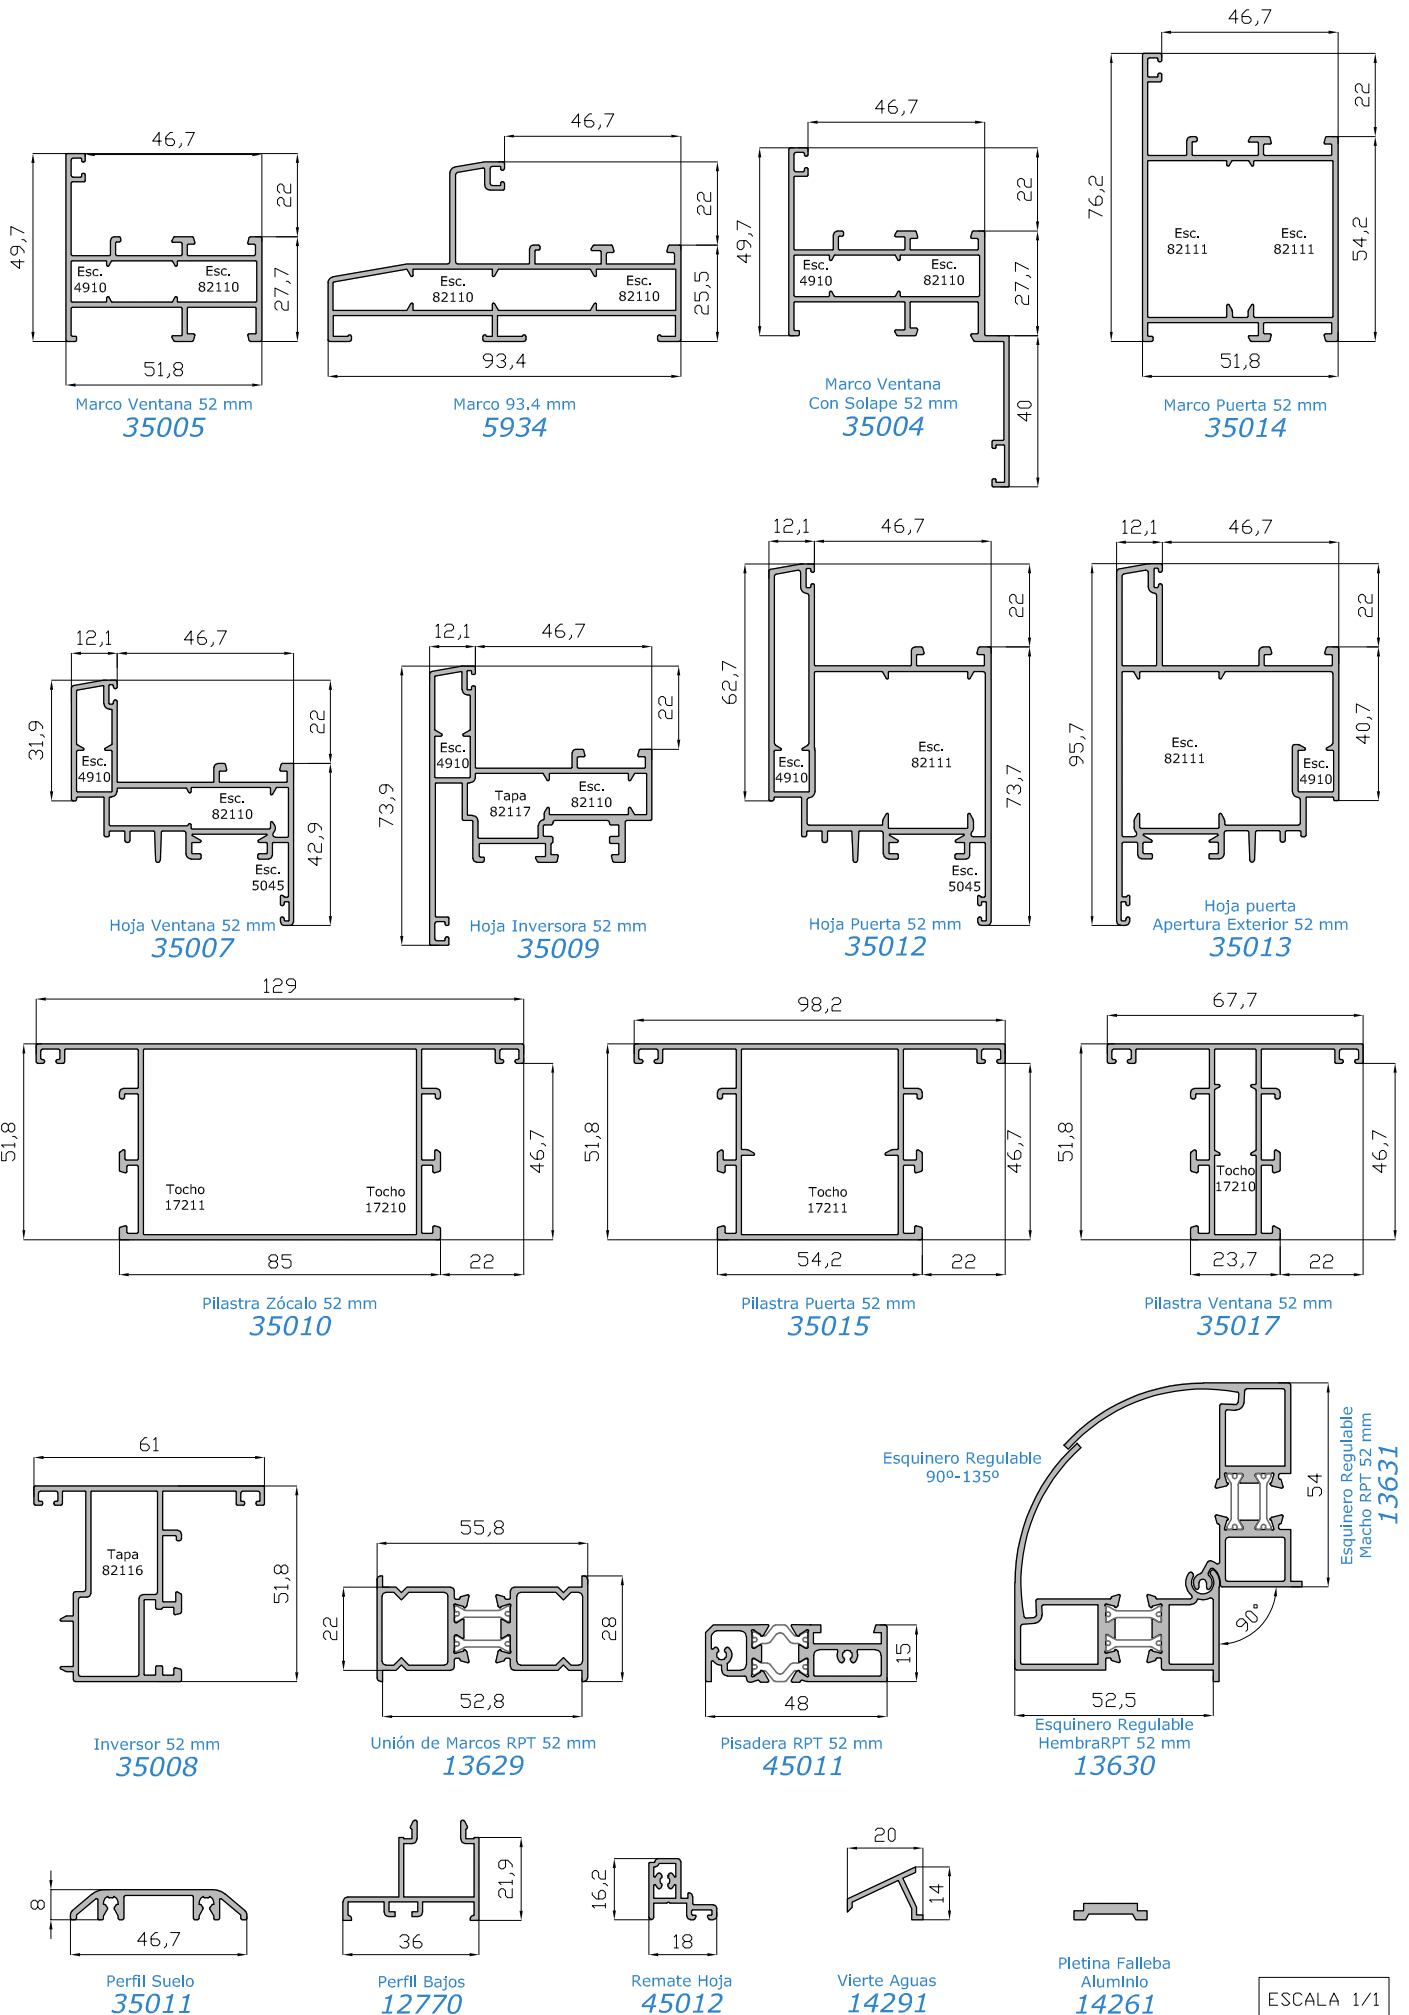 46,7
49,7
22
27,7
Esc.
4910
Esc.
82110
51,8
Marco Ventana 52 mm
35005
46,7
22
25,5
Esc.
82110
Esc.
82110
93,4
Marco 93.4 mm
5934
46,7
49,7
22
27,7
Esc.
4910
Esc.
82110
40
Marco Ventana
Con Solape 52 mm
35004
46,7
76,2
22
54,2
Esc.
82111
Esc.
82111
51,8
Marco Puerta 52 mm
35014
12,1
46,7
31,9
22
42,9
Esc.
4910
Esc.
82110
Esc.
5045
Hoja Ventana 52 mm
35007
12,1
46,7
73,9
22
Esc.
4910
Tapa
82117
Esc.
82110
Hoja Inversora 52 mm
35009
12,1
46,7
62,7
22
73,7
Esc.
4910
Esc.
82111
Esc.
5045
Hoja Puerta 52 mm
35012
12,1
46,7
95,7
22
40,7
Esc.
82111
Esc.
4910
Hoja puerta
Apertura Exterior 52 mm
35013
129
51,8
46,7
Tocho
17211
Tocho
17210
85
22
Pilastra Zócalo 52 mm
35010
98,2
51,8
46,7
Tocho
17211
54,2
22
Pilastra Puerta 52 mm
35015
67,7
51,8
46,7
Tocho
17210
23,7
22
Pilastra Ventana 52 mm
35017
61
51,8
Tapa
82116
Inversor 52 mm
35008
55,8
22
28
52,8
Unión de Marcos RPT 52 mm
13629
15
48
Pisadera RPT 52 mm
45011
Esquinero Regulable
90º-135º
54
Esquinero Regulable
Macho RPT 52 mm
13631
90°
52,5
Esquinero Regulable
HembraRPT 52 mm
13630
8
46,7
Perfil Suelo
35011
21,9
36
Perfil Bajos
12770
16,2
18
Remate Hoja
45012
20
14
Vierte Aguas
14291
Pletina Falleba
Aluminio
14261
ESCALA 1/1